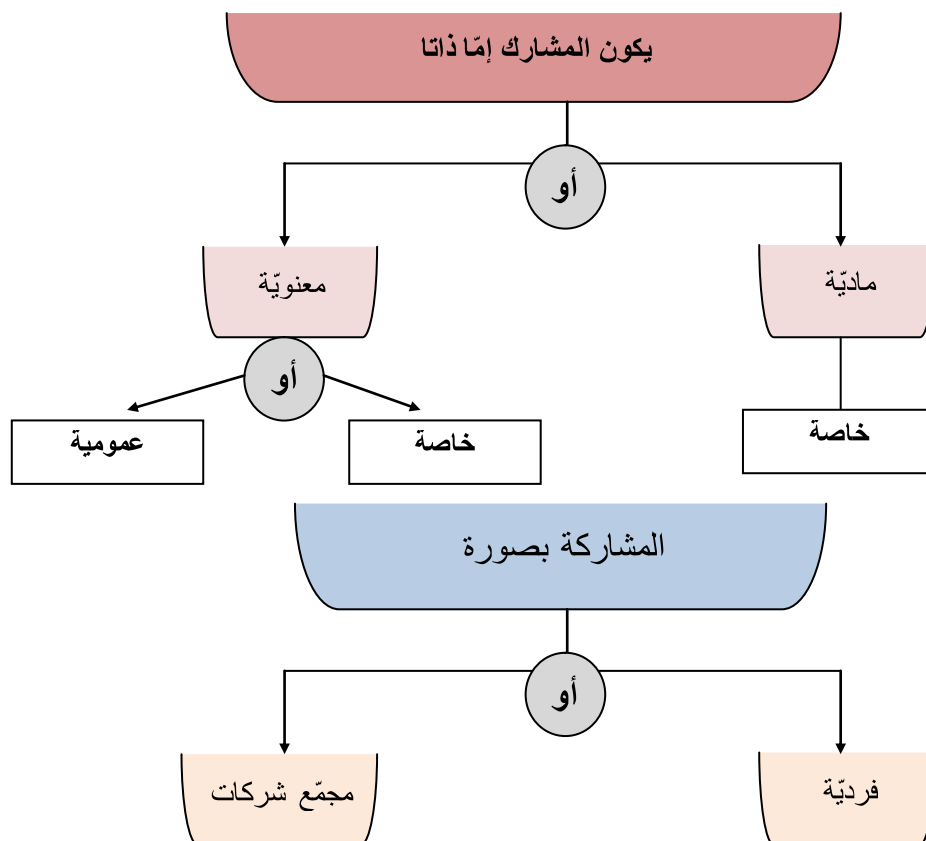 يكون المشارك إمّا ذاتا
أو
ماديّة
معنويّة
أو
خاصة
خاصة
عمومية
المشاركة بصورة
أو
فرديّة
مجمّع شركات